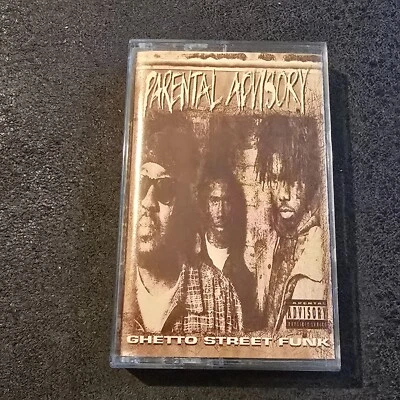 PARENTAL ADVISORY
PARENTAL
ADVISORY
EXPLICIT LYRICS
GHETTO STREET FUNK